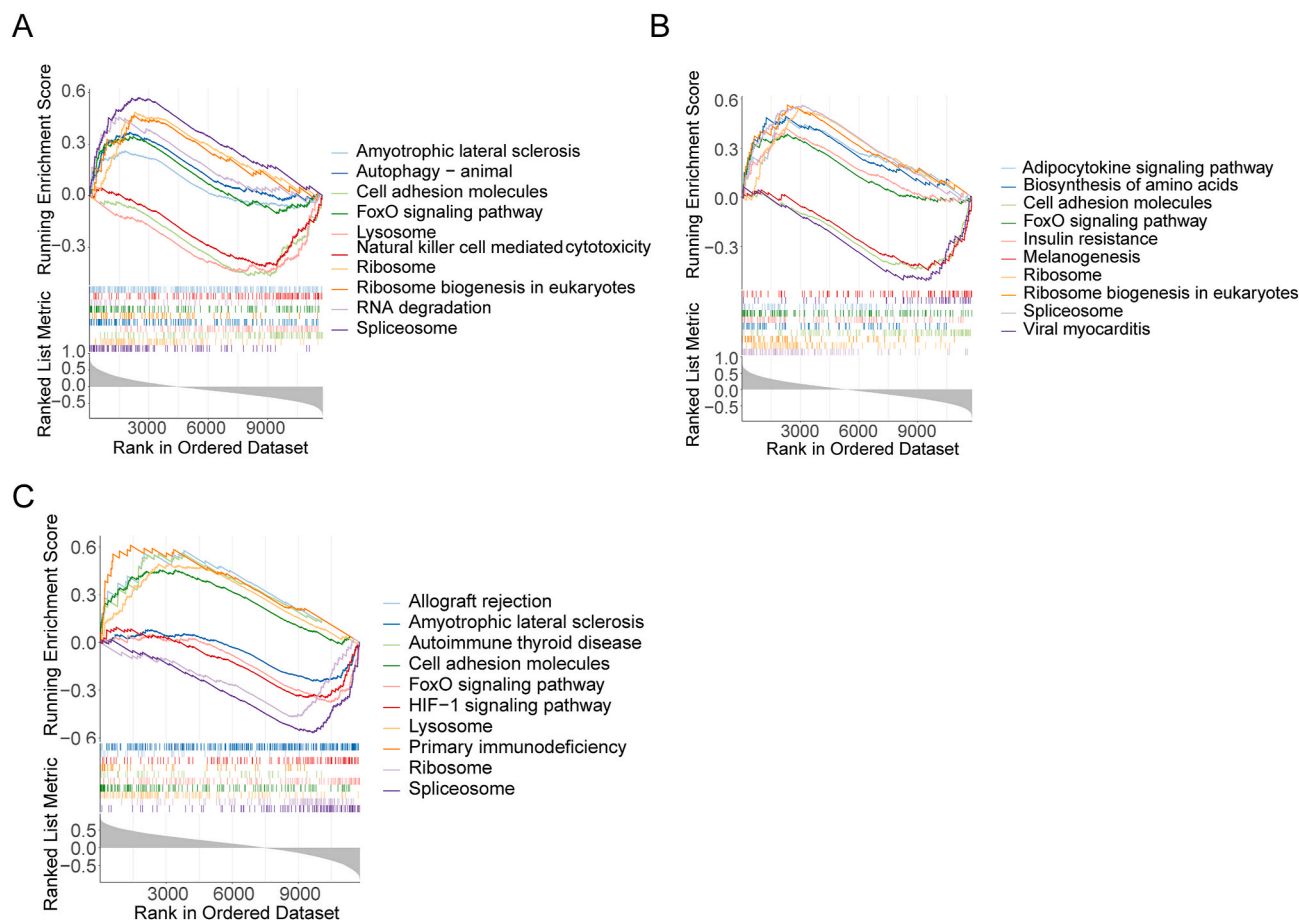 A
Running Enrichment Score
0.6
0.3
0.0
−0.3
Ranked List Metric
1.0
0.5
0.0
−0.5
3000 6000 9000
Rank in Ordered Dataset
Amyotrophic lateral sclerosis
Autophagy − animal
Cell adhesion molecules
FoxO signaling pathway
Lysosome
Natural killer cell mediated cytotoxicity
Ribosome
Ribosome biogenesis in eukaryotes
RNA degradation
Spliceosome
B
Running Enrichment Score
0.6
0.3
0.0
−0.3
Ranked List Metric
1.0
0.5
0.0
−0.5
3000 6000 9000
Rank in Ordered Dataset
Adipocytokine signaling pathway
Biosynthesis of amino acids
Cell adhesion molecules
FoxO signaling pathway
Insulin resistance
Melanogenesis
Ribosome
Ribosome biogenesis in eukaryotes
Spliceosome
Viral myocarditis
C
Running Enrichment Score
0.6
0.3
0.0
−0.3
−0.6
Ranked List Metric
0.5
0.0
−0.5
3000 6000 9000
Rank in Ordered Dataset
Allograft rejection
Amyotrophic lateral sclerosis
Autoimmune thyroid disease
Cell adhesion molecules
FoxO signaling pathway
HIF−1 signaling pathway
Lysosome
Primary immunodeficiency
Ribosome
Spliceosome